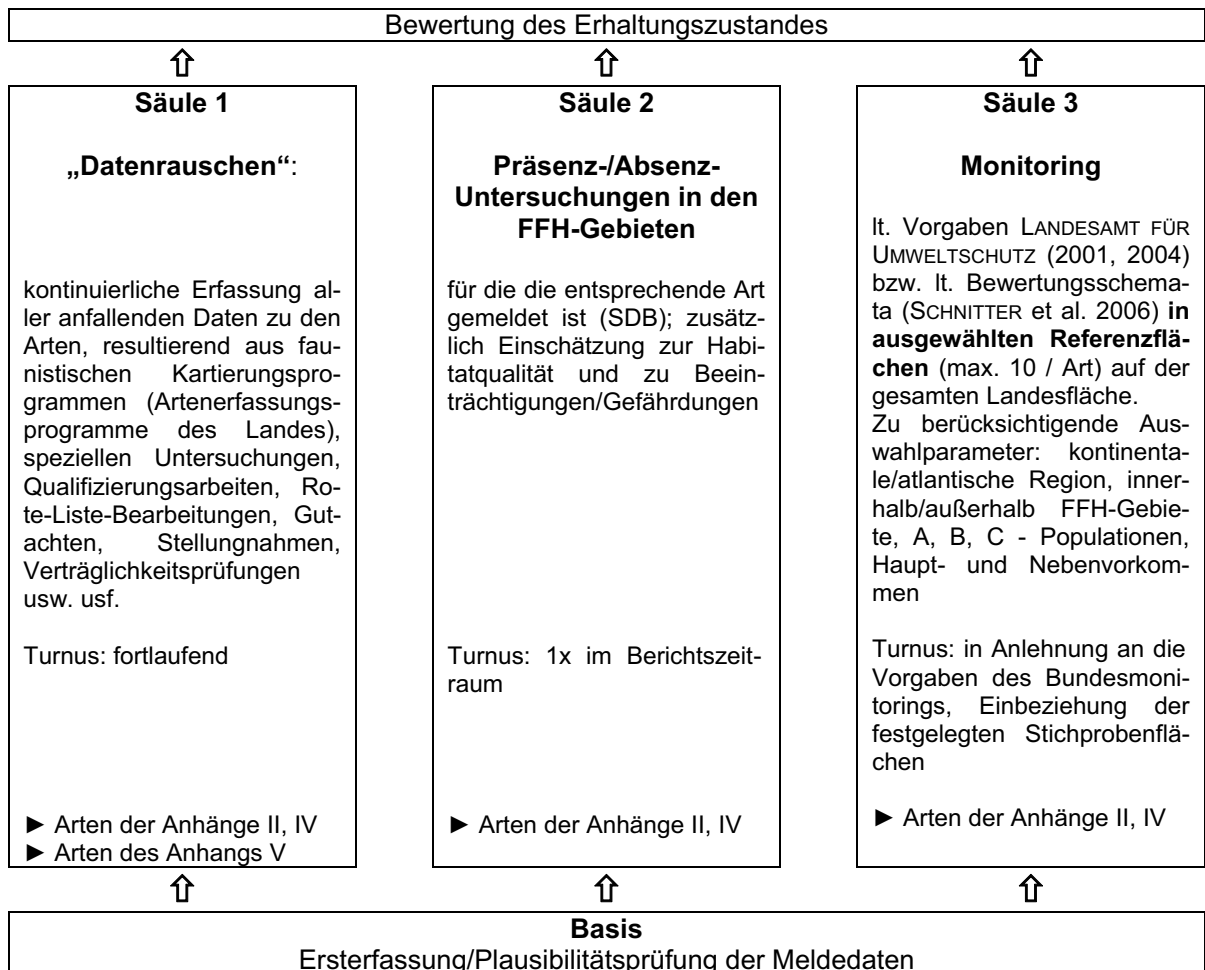 Bewertung des Erhaltungszustandes
⇧ ⇧ ⇧
Säule 1
„Datenrauschen“:
kontinuierliche Erfassung al-
ler anfallenden Daten zu den
Arten, resultierend aus fau-
nistischen Kartierungspro-
grammen (Artenerfassungs-
programme des Landes),
speziellen Untersuchungen,
Qualifizierungsarbeiten, Ro-
te-Liste-Bearbeitungen, Gut-
achten, Stellungnahmen,
Verträglichkeitsprüfungen
usw. usf.
Turnus: fortlaufend
► Arten der Anhänge II, IV
► Arten des Anhangs V
Säule 2
Präsenz-/Absenz-
Untersuchungen in den
FFH-Gebieten
für die die entsprechende Art
gemeldet ist (SDB); zusätz-
lich Einschätzung zur Habi-
tatqualität und zu Beein-
trächtigungen/Gefährdungen
Turnus: 1x im Berichtszeit-
raum
► Arten der Anhänge II, IV
Säule 3
Monitoring
lt. Vorgaben LANDESAMT FÜR
UMWELTSCHUTZ (2001, 2004)
bzw. lt. Bewertungsschema-
ta (SCHNITTER et al. 2006) in
ausgewählten Referenzflä-
chen (max. 10 / Art) auf der
gesamten Landesfläche.
Zu berücksichtigende Aus-
wahlparameter: kontinenta-
le/atlantische Region, inner-
halb/außerhalb FFH-Gebie-
te, A, B, C - Populationen,
Haupt- und Nebenvorkom-
men
Turnus: in Anlehnung an die
Vorgaben des Bundesmoni-
torings, Einbeziehung der
festgelegten Stichprobenflä-
chen
► Arten der Anhänge II, IV
⇧ ⇧ ⇧
Basis
Ersterfassung/Plausibilitätsprüfung der Meldedaten